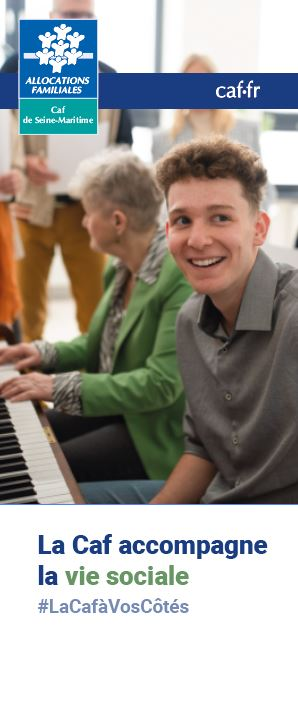 ALLOCATIONS
FAMILIALES
Caf
de Seine-Maritime
caf.fr
La Caf accompagne
la vie sociale
#LaCafàVosCôtés